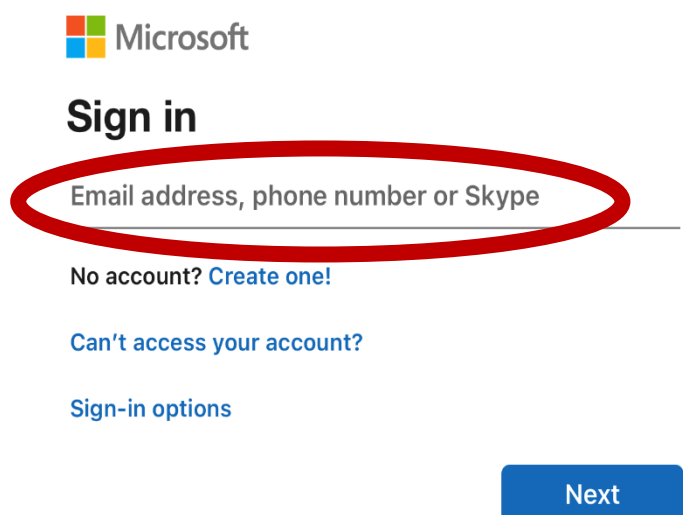 Microsoft
Sign in
Email address, phone number or Skype
No account? Create one!
Can't access your account?
Sign-in options
Next